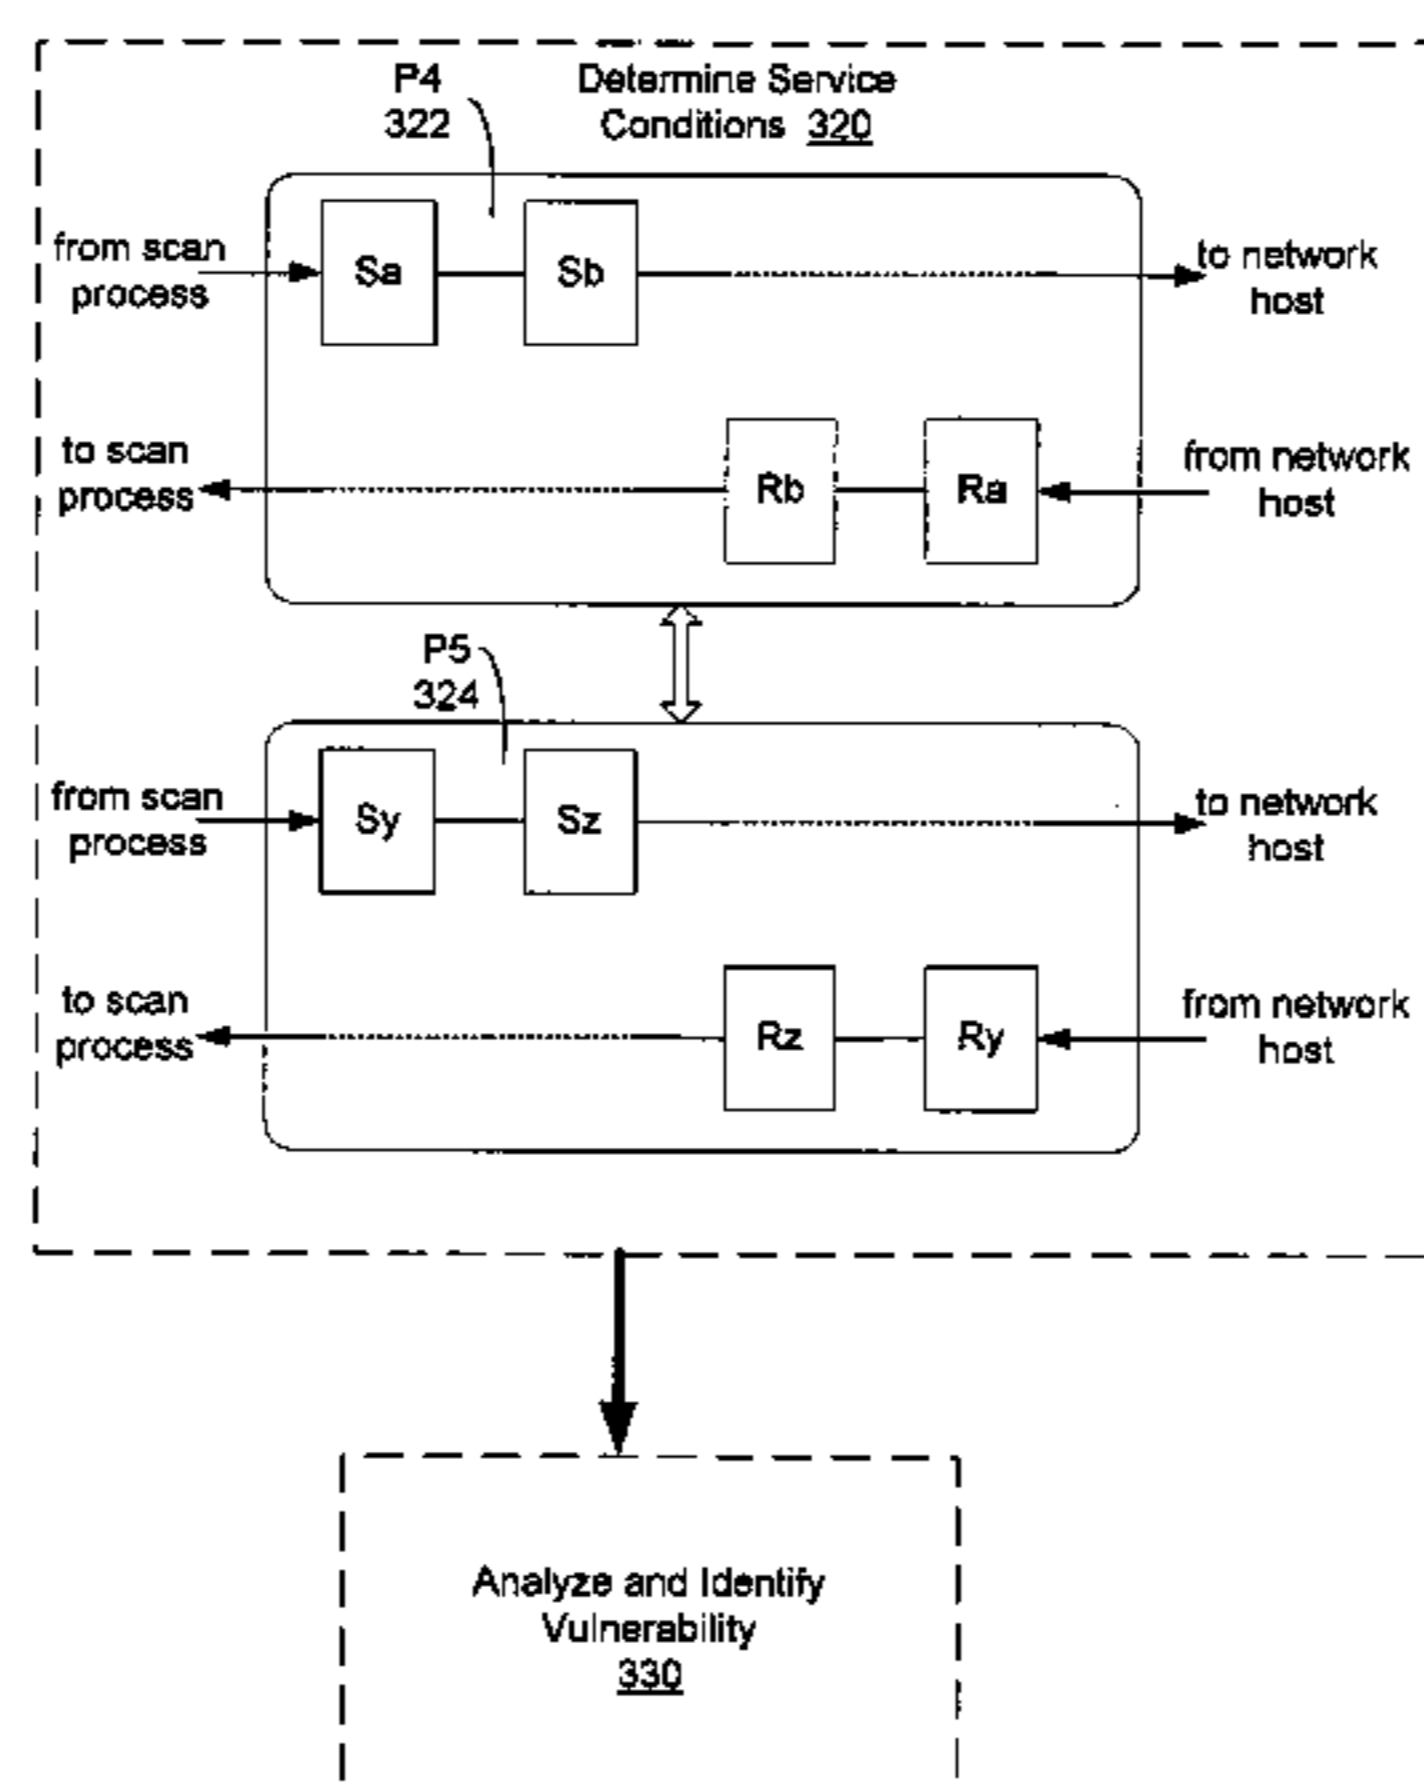 P4
322
Determine Service
Conditions 320
from scan
process
Sa
Sb
to network
host
to scan
process
Rb
Ra
from network
host
P5
324
from scan
process
Sy
Sz
to network
host
to scan
process
Rz
Ry
from network
host
Analyze and Identify
Vulnerability
330